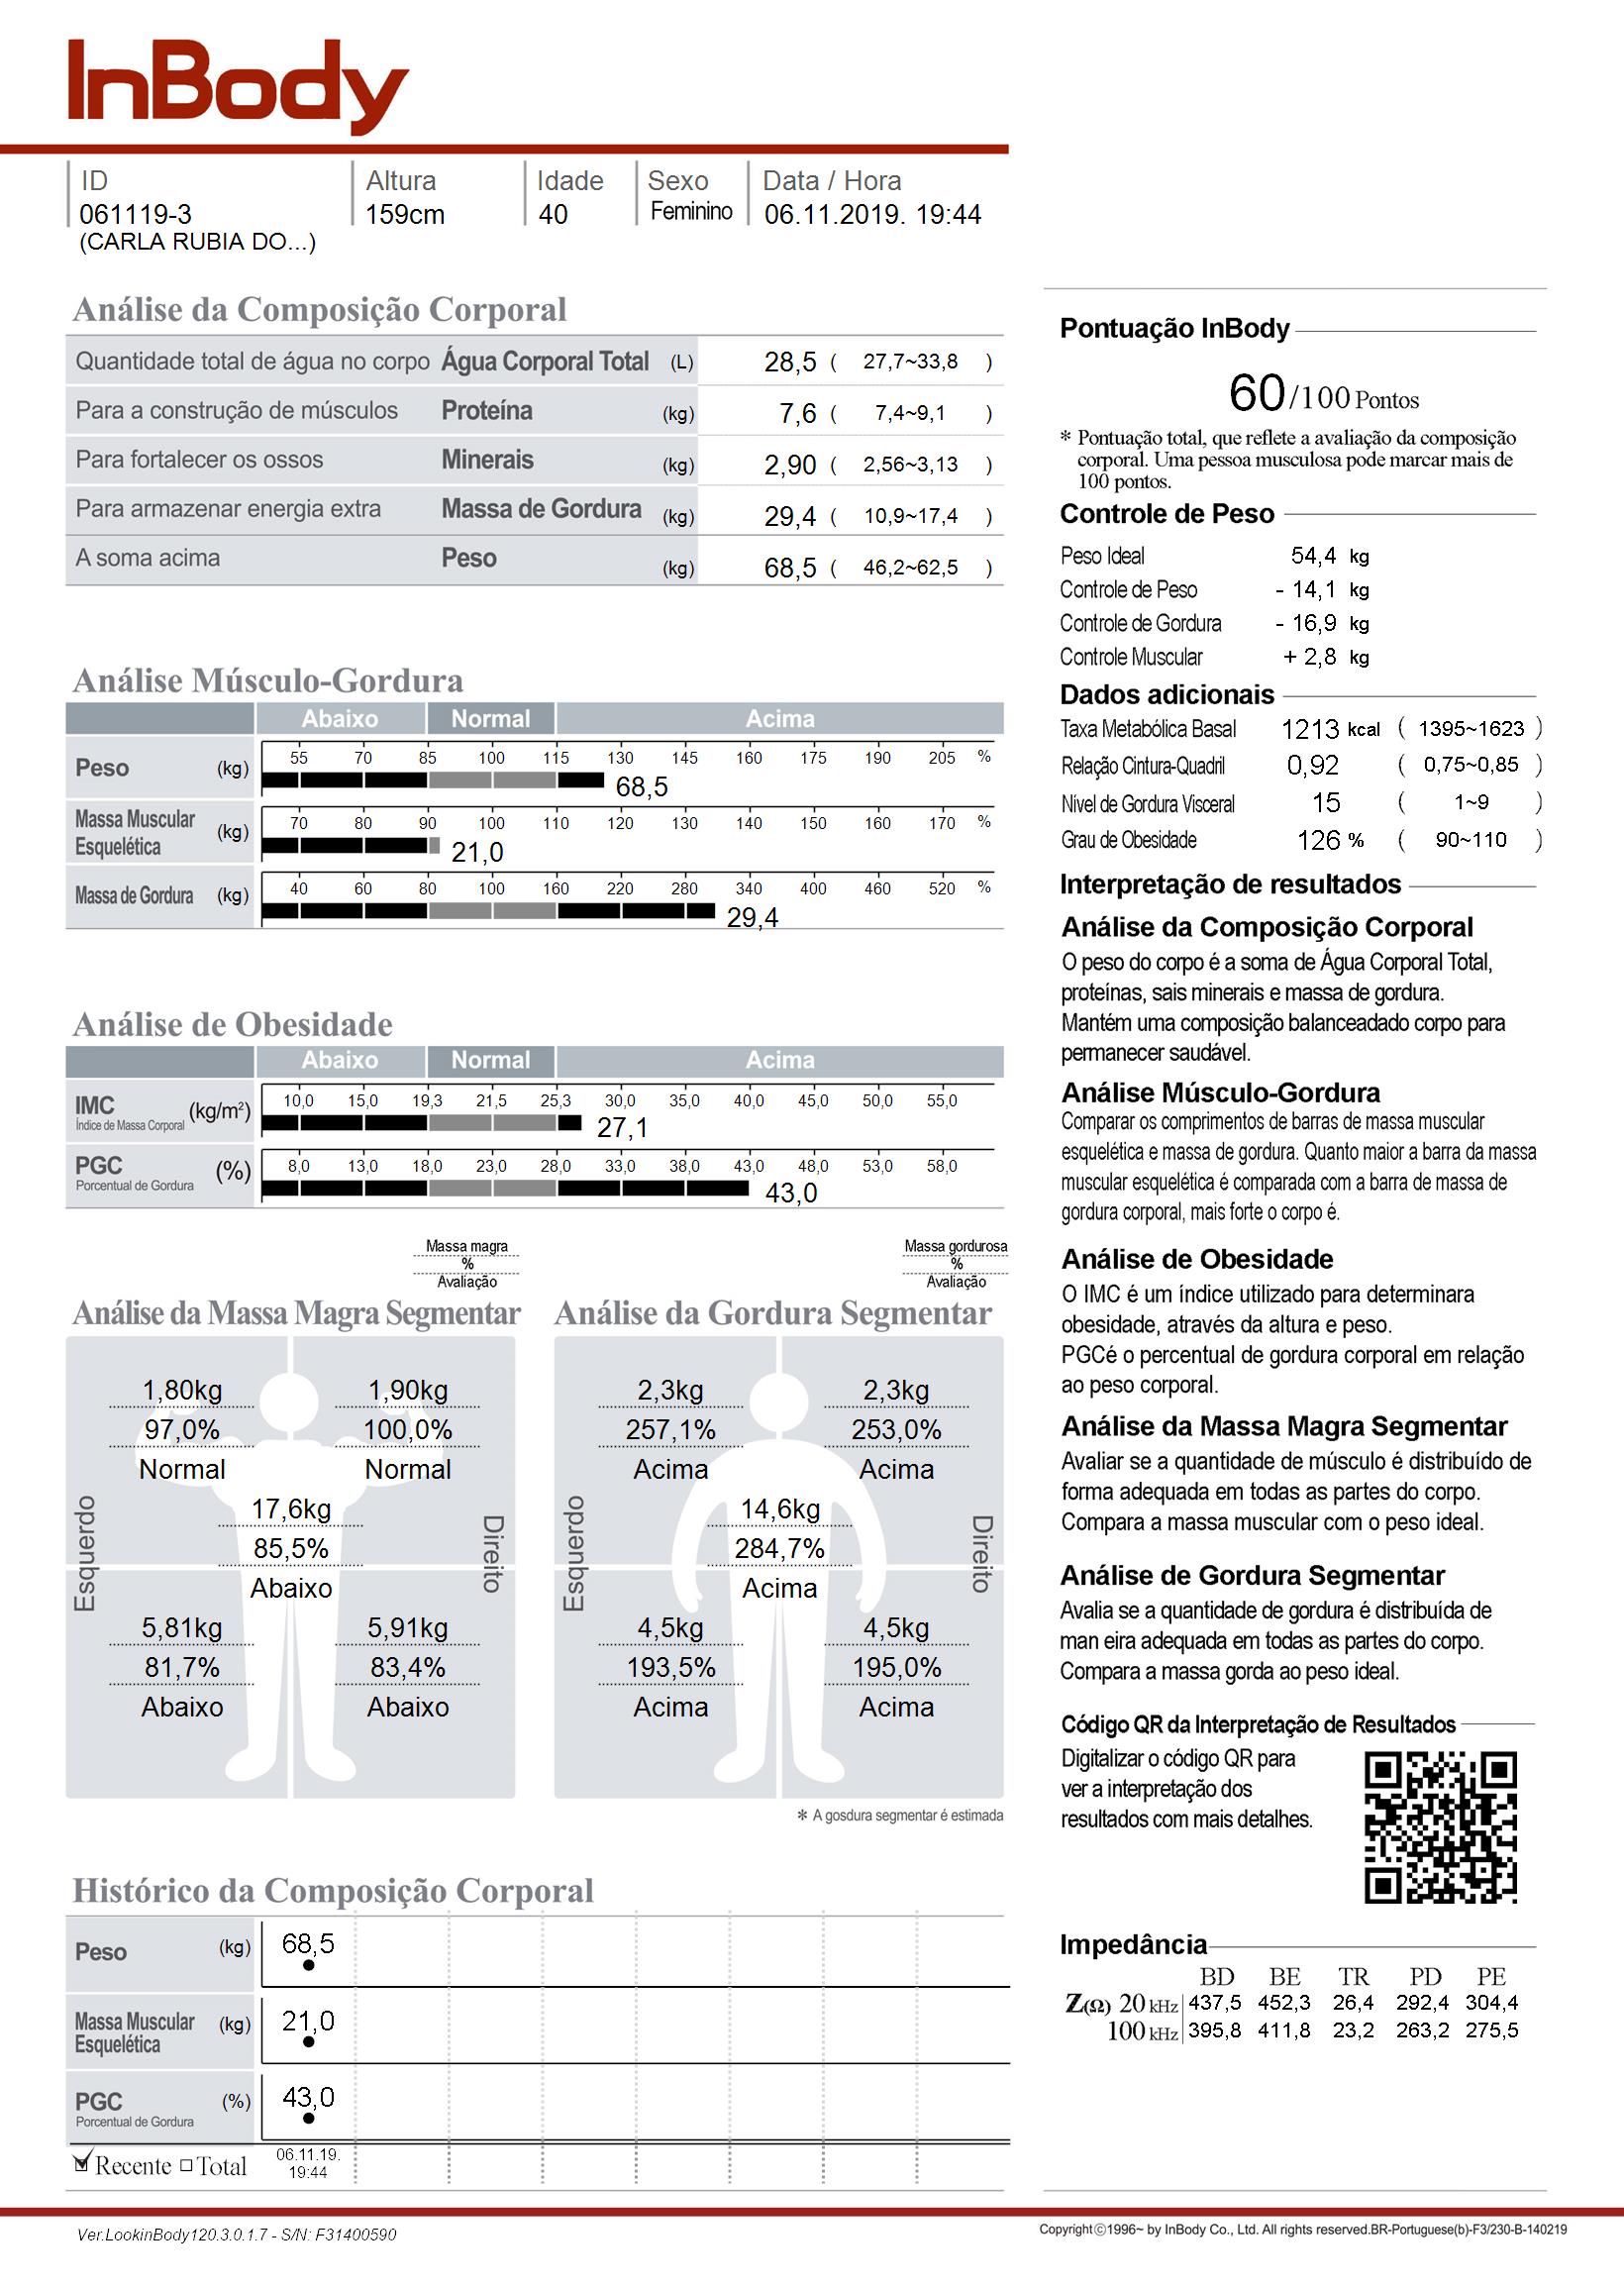 InBody
ID Altura Idade Sexo Data / Hora
061119-3 159cm 40 Feminino 06.11.2019. 19:44
(CARLA RUBIA DO...)
Análise da Composição Corporal
Quantidade total de água no corpo Água Corporal Total (L) 28,5 ( 27,7~33,8 )
Para a construção de músculos Proteína (kg) 7,6 ( 7,4~9,1 )
Para fortalecer os ossos Minerais (kg) 2,90 ( 2,56~3,13 )
Para armazenar energia extra Massa de Gordura (kg) 29,4 ( 10,9~17,4 )
A soma acima Peso (kg) 68,5 ( 46,2~62,5 )
Análise Músculo-Gordura
Abaixo Normal Acima
Peso (kg) 55 70 85 100 115 130 145 160 175 190 205 %
68,5
Massa Muscular Esquelética (kg) 70 80 90 100 110 120 130 140 150 160 170 %
21,0
Massa de Gordura (kg) 40 60 80 100 160 220 280 340 400 460 520 %
29,4
Análise de Obesidade
Abaixo Normal Acima
IMC (kg/m²) 10,0 15,0 19,3 21,5 25,3 30,0 35,0 40,0 45,0 50,0 55,0
Índice de Massa Corporal 27,1
PGC (%) 8,0 13,0 18,0 23,0 28,0 33,0 38,0 43,0 48,0 53,0 58,0
Porcentual de Gordura 43,0
Massa magra
%
Avaliação
Análise da Massa Magra Segmentar
1,80kg 1,90kg
97,0% 100,0%
Normal Normal
17,6kg
85,5%
Abaixo
Esquerdo Direito
5,81kg 5,91kg
81,7% 83,4%
Abaixo Abaixo
Massa gordurosa
%
Avaliação
Análise da Gordura Segmentar
2,3kg 2,3kg
257,1% 253,0%
Acima Acima
14,6kg
284,7%
Acima
Esquerdo Direito
4,5kg 4,5kg
193,5% 195,0%
Acima Acima
* A gosdura segmentar é estimada
Histórico da Composição Corporal
Peso (kg) 68,5
Massa Muscular Esquelética (kg) 21,0
PGC (%) 43,0
Porcentual de Gordura
Recente Total 06.11.19.
19:44
Pontuação InBody
60/100 Pontos
* Pontuação total, que reflete a avaliação da composição
corporal. Uma pessoa musculosa pode marcar mais de
100 pontos.
Controle de Peso
Peso Ideal 54,4 kg
Controle de Peso - 14,1 kg
Controle de Gordura - 16,9 kg
Controle Muscular + 2,8 kg
Dados adicionais
Taxa Metabólica Basal 1213 kcal ( 1395~1623 )
Relação Cintura-Quadril 0,92 ( 0,75~0,85 )
Nível de Gordura Visceral 15 ( 1~9 )
Grau de Obesidade 126 % ( 90~110 )
Interpretação de resultados
Análise da Composição Corporal
O peso do corpo é a soma de Água Corporal Total,
proteínas, sais minerais e massa de gordura.
Mantém uma composição balanceadado corpo para
permanecer saudável.
Análise Músculo-Gordura
Comparar os comprimentos de barras de massa muscular
esquelética e massa de gordura. Quanto maior a barra da massa
muscular esquelética é comparada com a barra de massa de
gordura corporal, mais forte o corpo é.
Análise de Obesidade
O IMC é um índice utilizado para determinara
obesidade, através da altura e peso.
PGCé o percentual de gordura corporal em relação
ao peso corporal.
Análise da Massa Magra Segmentar
Avaliar se a quantidade de músculo é distribuído de
forma adequada em todas as partes do corpo.
Compara a massa muscular com o peso ideal.
Análise de Gordura Segmentar
Avalia se a quantidade de gordura é distribuída de
man eira adequada em todas as partes do corpo.
Compara a massa gorda ao peso ideal.
Código QR da Interpretação de Resultados
Digitalizar o código QR para
ver a interpretação dos
resultados com mais detalhes.
Impedância
BD BE TR PD PE
Z(Ω) 20 kHz 437,5 452,3 26,4 292,4 304,4
100 kHz 395,8 411,8 23,2 263,2 275,5
Ver.LookinBody120.3.0.1.7 - S/N: F31400590
Copyright©1996~ by InBody Co., Ltd. All rights reserved.BR-Portuguese(b)-F3/230-B-140219